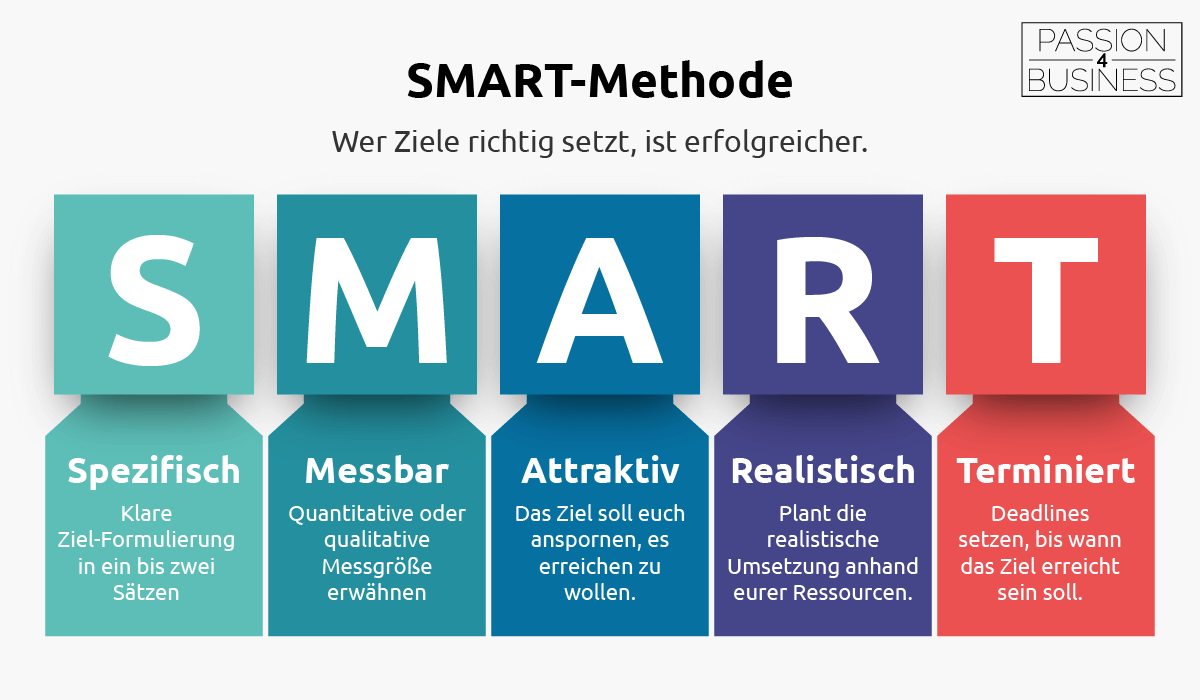 PASSION
4
BUSINESS
SMART-Methode
Wer Ziele richtig setzt, ist erfolgreicher.
S
M
A
R
T
Spezifisch
Klare
Ziel-Formulierung
in ein bis zwei
Sätzen
Messbar
Quantitative oder
qualitative
Messgröße
erwähnen
Attraktiv
Das Ziel soll euch
anspornen, es
erreichen zu
wollen.
Realistisch
Plant die
realistische
Umsetzung anhand
eurer Ressourcen.
Terminiert
Deadlines
setzen, bis wann
das Ziel erreicht
sein soll.